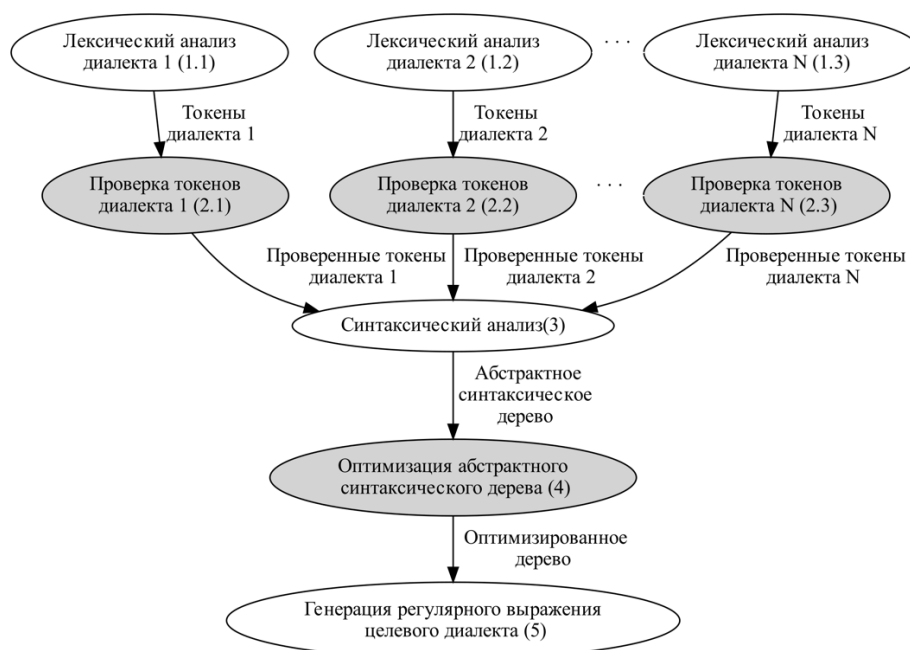 Лексический анализ
диалекта 1 (1.1)
Лексический анализ
диалекта 2 (1.2)
. . .
Лексический анализ
диалекта N (1.3)
Токены
диалекта 1
Токены
диалекта 2
Токены
диалекта N
Проверка токенов
диалекта 1 (2.1)
Проверка токенов
диалекта 2 (2.2)
. . .
Проверка токенов
диалекта N (2.3)
Проверенные токены
диалекта 1
Проверенные токены
диалекта 2
Проверенные токены
диалекта N
Синтаксический анализ(3)
Абстрактное
синтаксическое
дерево
Оптимизация абстрактного
синтаксического дерева (4)
Оптимизированное
дерево
Генерация регулярного выражения
целевого диалекта (5)